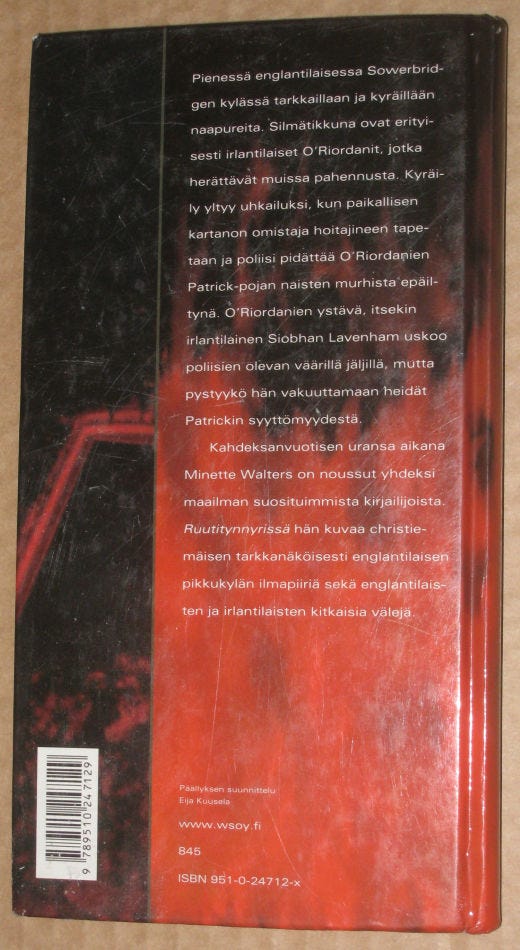 Pienessä englantilaisessa Sowerbrid-
gen kylässä tarkkaillaan ja kyräillään
naapureita. Silmätikkuna ovat erityi-
sesti irlantilaiset O'Riordanit, jotka
herättävät muissa pahennusta. Kyräi-
ly yltyy uhkailuksi, kun paikallisen
kartanon omistaja hoitajineen tape-
taan ja poliisi pidättää O'Riordanien
Patrick-pojan naisten murhista epäil-
tynä. O'Riordanien ystävä, itsekin
irlantilainen Siobhan Lavenham uskoo
poliisien olevan väärillä jäljillä, mutta
pystyykö hän vakuuttamaan heidät
Patrickin syyttömyydestä.
Kahdeksanvuotisen uransa aikana
Minette Walters on noussut yhdeksi
maailman suosituimmista kirjailijoista.
Ruutitynnyrissä hän kuvaa christie-
mäisen tarkkanäköisesti englantilaisen
pikkukylän ilmapiiriä sekä englantilais-
ten ja irlantilaisten kitkaisia välejä.
Päällyksen suunnittelu
Eija Kuusela
www.wsoy.fi
845
ISBN 951-0-24712-x
9 789510 247129